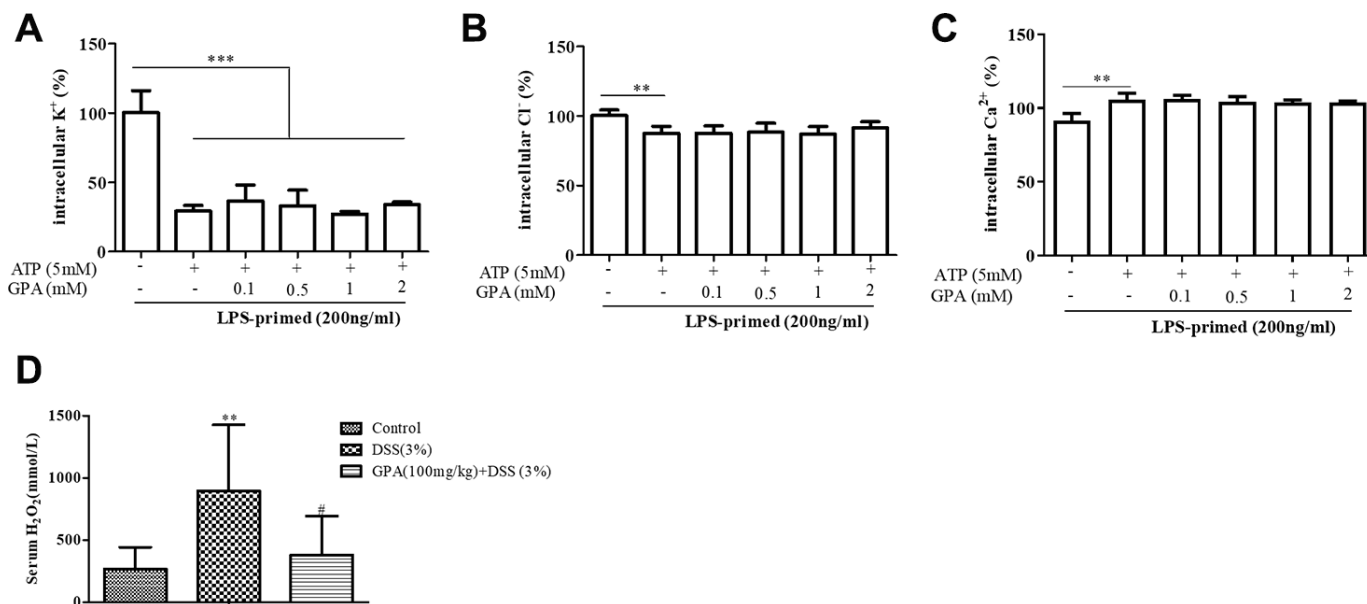 A
150
100
50
0
intracellular K⁺ (%)
***
ATP (5mM) - + + + + +
GPA (mM) - - 0.1 0.5 1 2
LPS-primed (200ng/ml)
B
150
100
50
0
intracellular Cl⁻ (%)
**
ATP (5mM) - + + + + +
GPA (mM) - - 0.1 0.5 1 2
LPS-primed (200ng/ml)
C
150
100
50
0
intracellular Ca²⁺ (%)
**
ATP (5mM) - + + + + +
GPA (mM) - - 0.1 0.5 1 2
LPS-primed (200ng/ml)
D
1500
1000
500
0
Serum H₂O₂(mmol/L)
**
#
Control
DSS(3%)
GPA(100mg/kg)+DSS (3%)